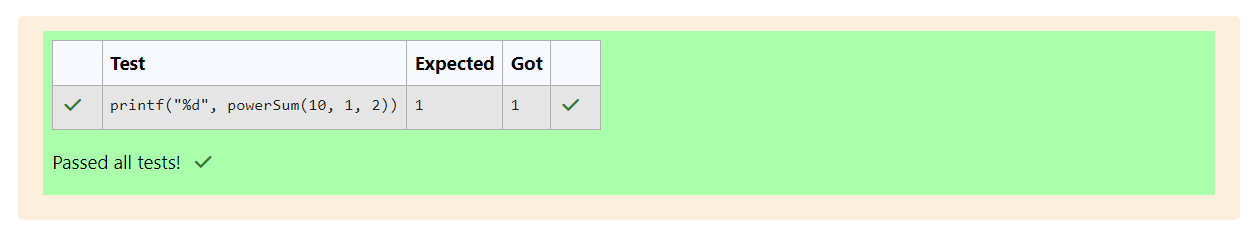 Test Expected Got
printf("%d", powerSum(10, 1, 2)) 1 1
Passed all tests!